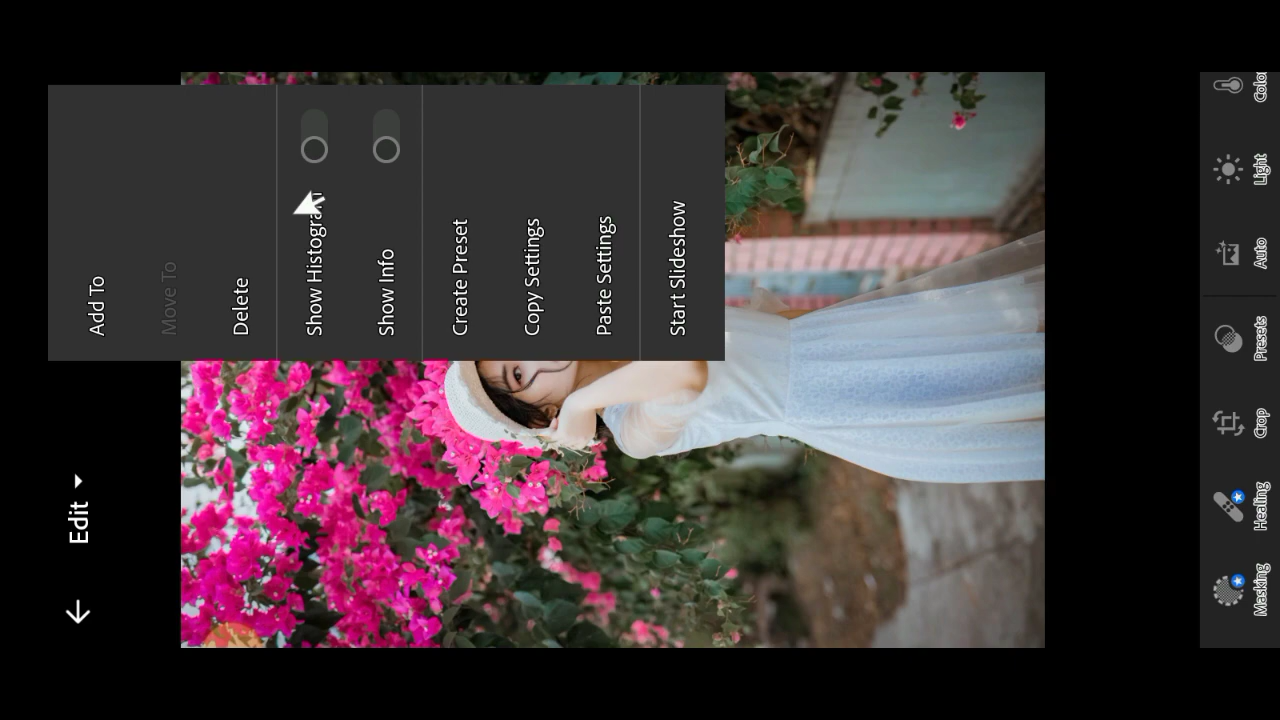 Edit
Add To
Move To
Delete
Show Histogram
Show Info
Create Preset
Copy Settings
Paste Settings
Start Slideshow
Masking
Healing
Crop
Presets
Auto
Light
Colo